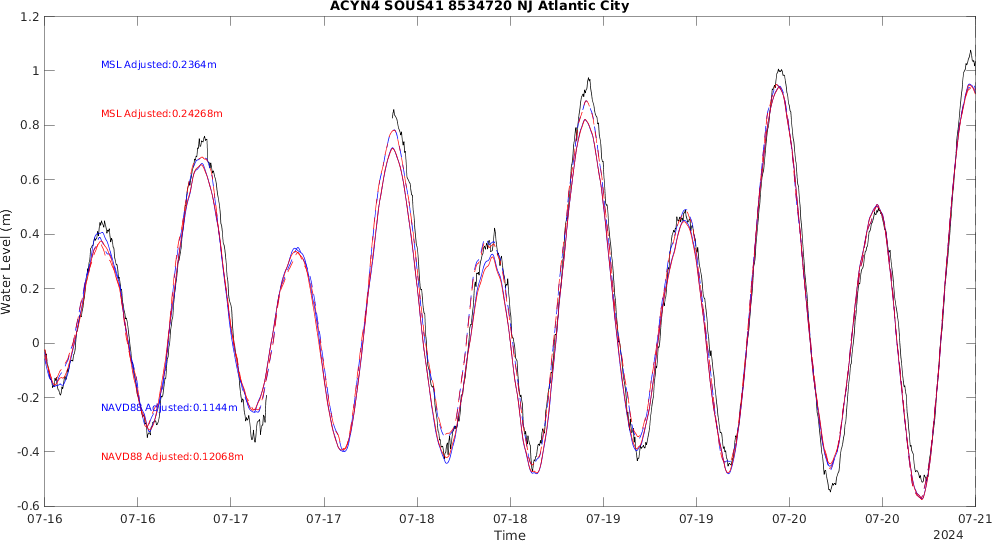 ACYN4 SOUS41 8534720 NJ Atlantic City
1.2
1
0.8
0.6
0.4
0.2
0
-0.2
-0.4
-0.6
Water Level (m)
MSL Adjusted:0.2364m
MSL Adjusted:0.24268m
NAVD88 Adjusted:0.1144m
NAVD88 Adjusted:0.12068m
07-16 07-16 07-17 07-17 07-18 07-18 07-19 07-19 07-20 07-20 07-21
Time
2024